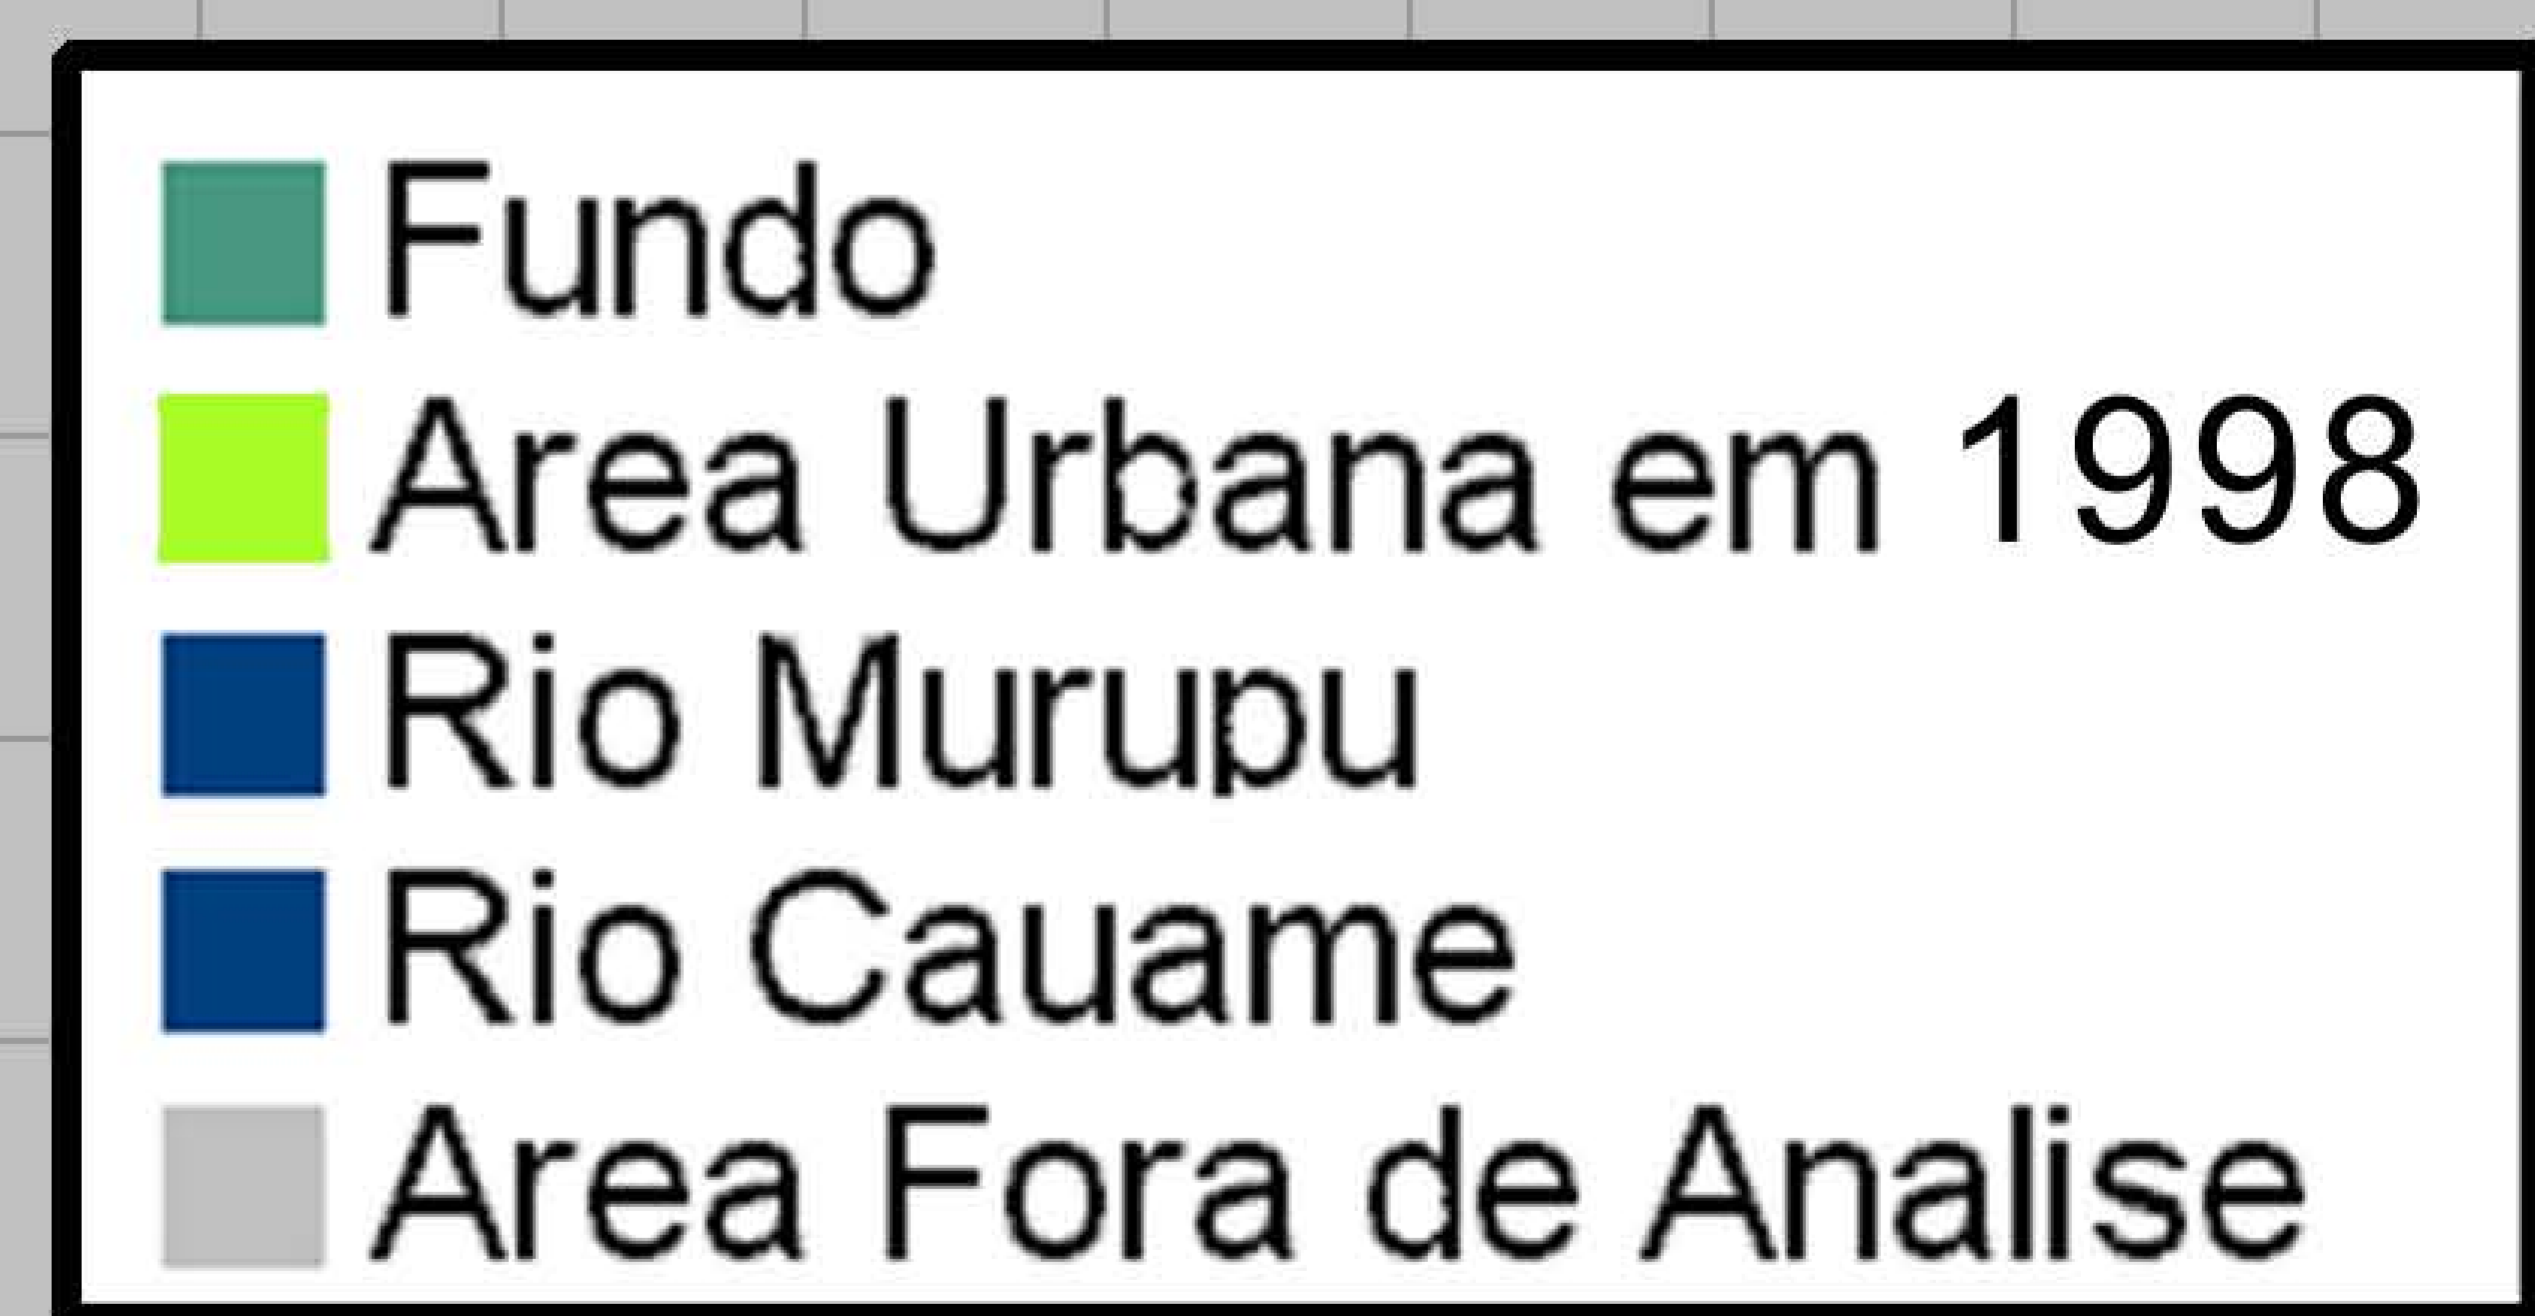 Fundo
Area Urbana em 1998
Rio Murupu
Rio Cauame
Area Fora de Analise